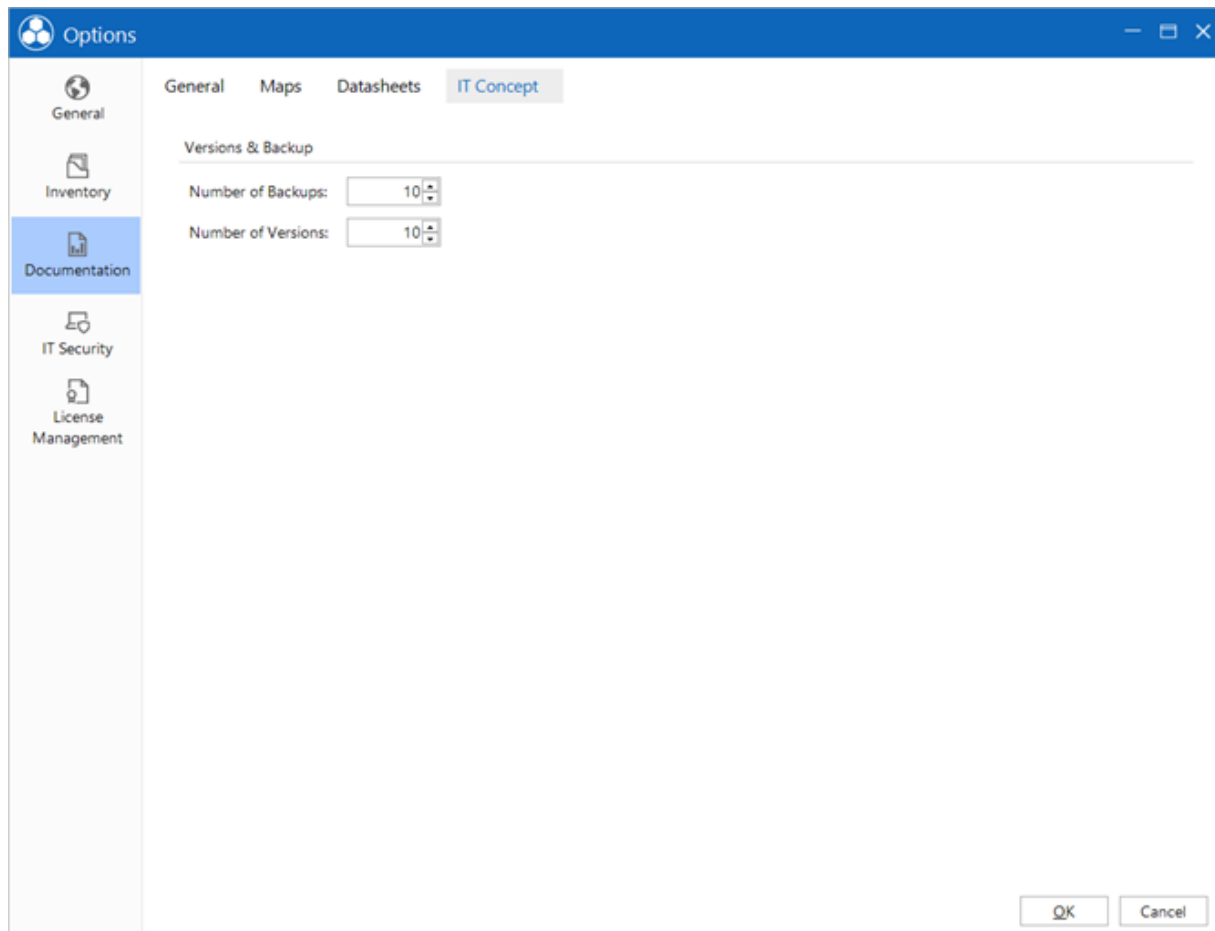 Options
General
Inventory
Documentation
IT Security
License
Management
General Maps Datasheets IT Concept
Versions & Backup
Number of Backups: 10
Number of Versions: 10
OK Cancel